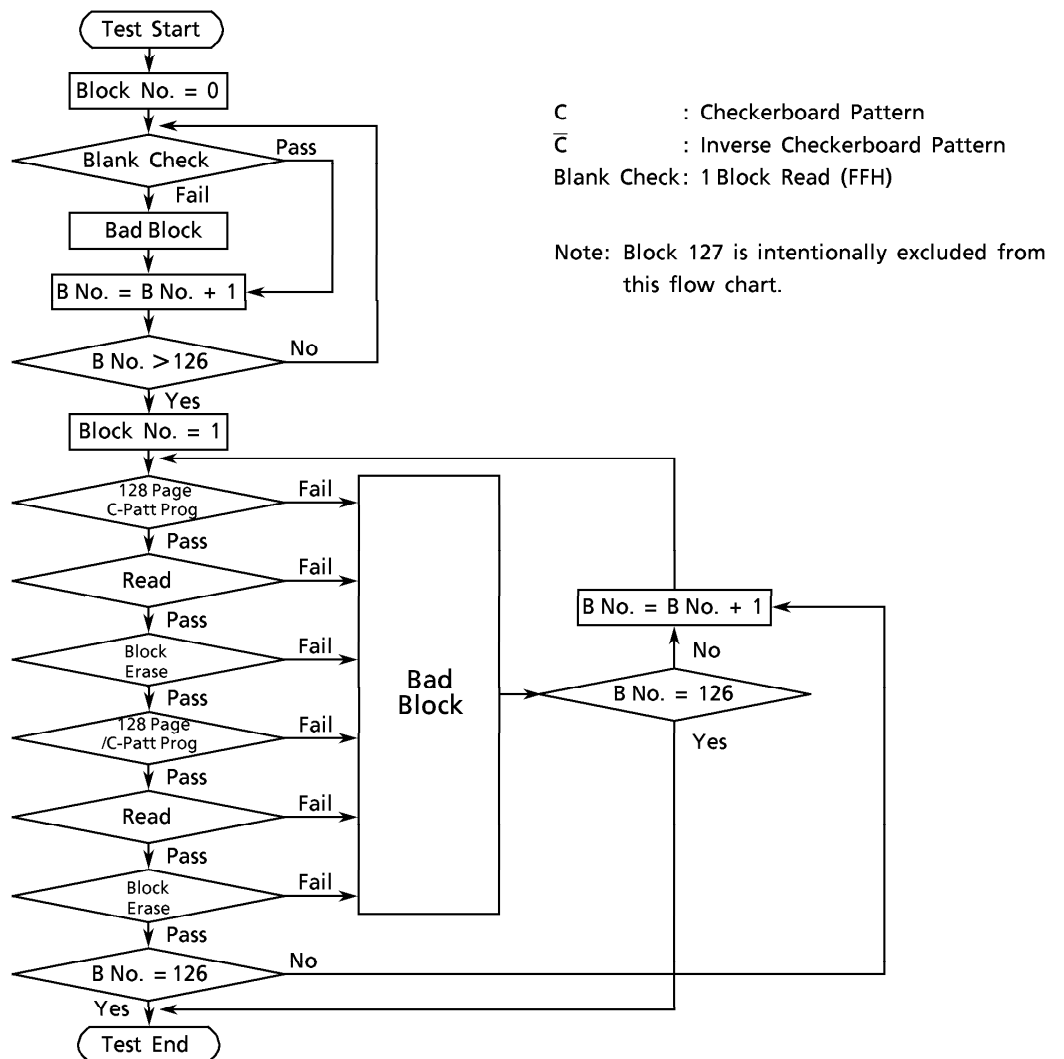 Test Start
Block No. = 0
Blank Check
Pass
Fail
Bad Block
B No. = B No. + 1
B No. > 126
No
Yes
Block No. = 1
C : Checkerboard Pattern
C̅ : Inverse Checkerboard Pattern
Blank Check: 1 Block Read (FFH)
Note: Block 127 is intentionally excluded from
this flow chart.
128 Page
C-Patt Prog
Fail
Pass
Read
Fail
Pass
Block
Erase
Fail
Pass
128 Page
/C-Patt Prog
Fail
Pass
Read
Fail
Pass
Block
Erase
Fail
Pass
B No. = 126
No
Yes
Test End
Bad
Block
B No. = B No. + 1
No
B No. = 126
Yes